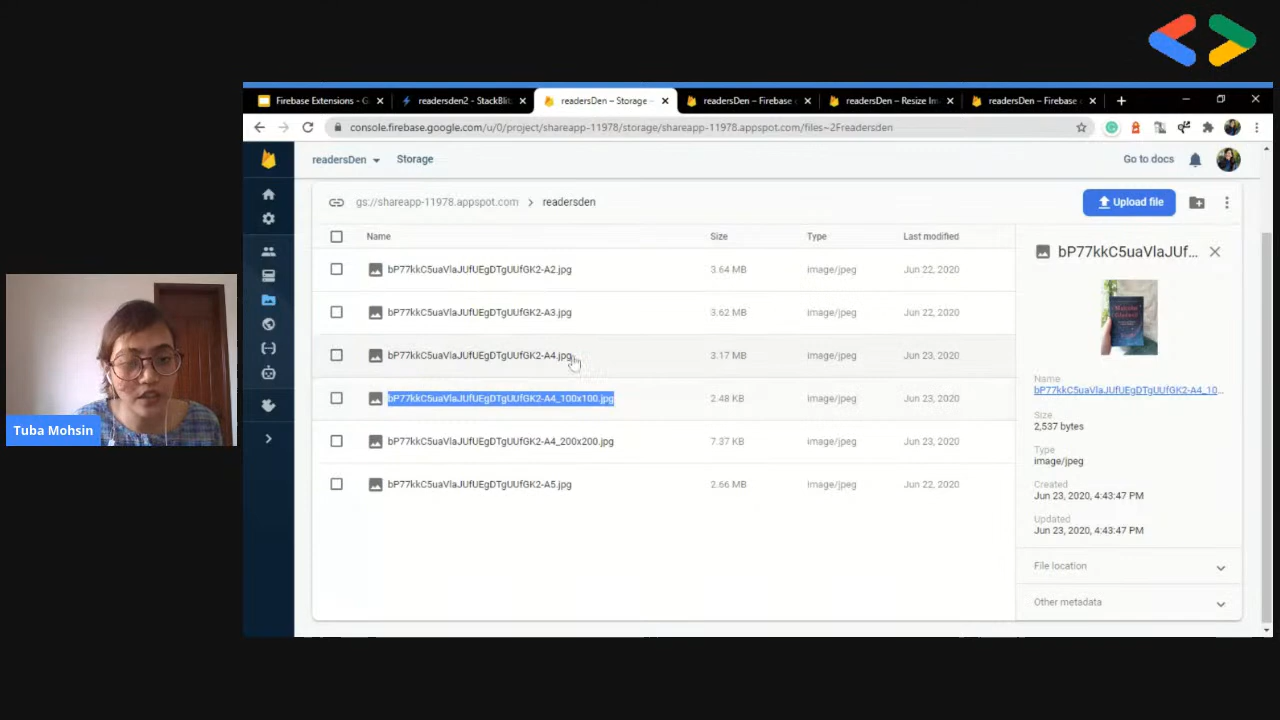 Firebase Extensions - G
readersden2 - StackBlitz
readersDen – Storage –
readersDen – Firebase
readersDen – Resize Im
readersDen – Firebase
console.firebase.google.com/u/0/project/shareapp-11978/storage/shareapp-11978.appspot.com/files~2Freadersden
readersDen
Storage
Go to docs
gs://shareapp-11978.appspot.com
readersden
Upload file
Name
Size
Type
Last modified
bP77kkC5uaVlaJUfUEgDTgUUfGK2-A2.jpg
3.64 MB
image/jpeg
Jun 22, 2020
bP77kkC5uaVlaJUfUEgDTgUUfGK2-A3.jpg
3.62 MB
image/jpeg
Jun 22, 2020
bP77kkC5uaVlaJUfUEgDTgUUfGK2-A4.jpg
3.17 MB
image/jpeg
Jun 23, 2020
bP77kkC5uaVlaJUfUEgDTgUUfGK2-A4_100x100.jpg
2.48 KB
image/jpeg
Jun 23, 2020
bP77kkC5uaVlaJUfUEgDTgUUfGK2-A4_200x200.jpg
7.37 KB
image/jpeg
Jun 23, 2020
bP77kkC5uaVlaJUfUEgDTgUUfGK2-A5.jpg
2.66 MB
image/jpeg
Jun 22, 2020
bP77kkC5uaVlaJUf...
Name
bP77kkC5uaVlaJUfUEgDTgUUfGK2-A4_10...
Size
2,537 bytes
Type
image/jpeg
Created
Jun 23, 2020, 4:43:47 PM
Updated
Jun 23, 2020, 4:43:47 PM
File location
Other metadata
Tuba Mohsin